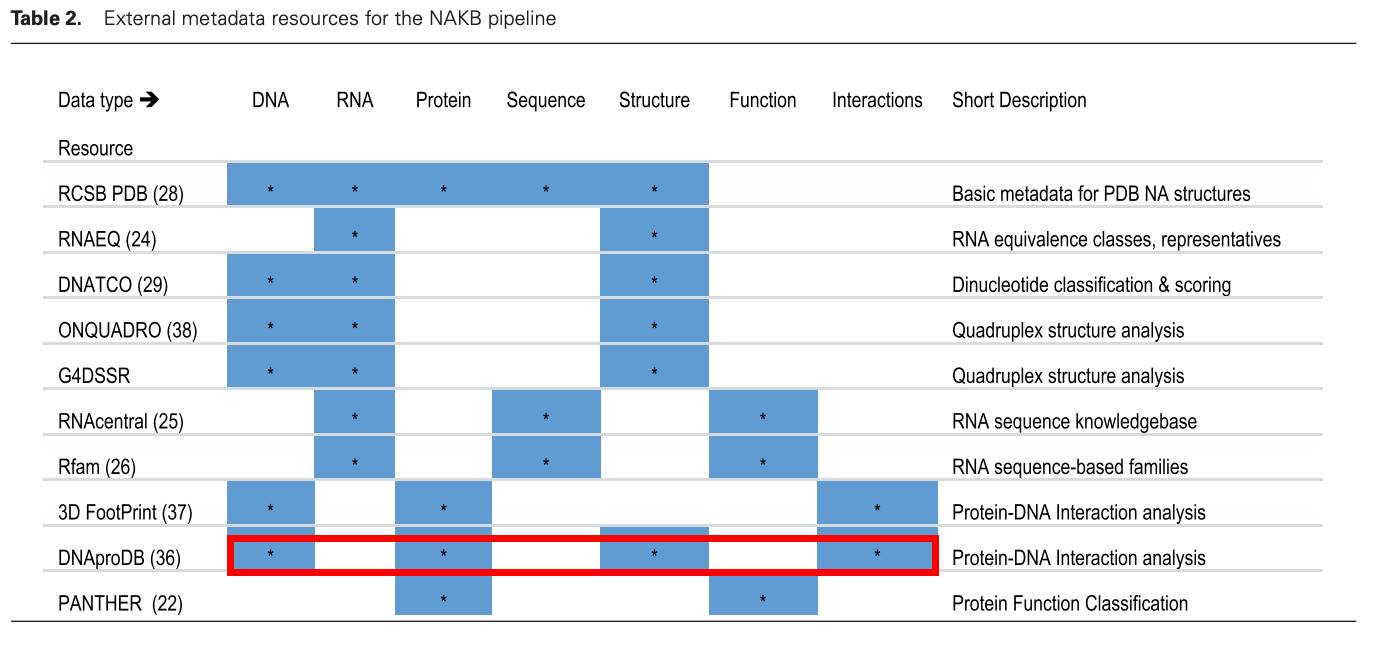 Table 2. External metadata resources for the NAKB pipeline
Data type ➔ DNA RNA Protein Sequence Structure Function Interactions Short Description
Resource
RCSB PDB (28) * * * * * Basic metadata for PDB NA structures
RNAEQ (24) * * RNA equivalence classes, representatives
DNATCO (29) * * * Dinucleotide classification & scoring
ONQUADRO (38) * * * Quadruplex structure analysis
G4DSSR * * * Quadruplex structure analysis
RNAcentral (25) * * * RNA sequence knowledgebase
Rfam (26) * * * RNA sequence-based families
3D FootPrint (37) * * * Protein-DNA Interaction analysis
DNAproDB (36) * * * * Protein-DNA Interaction analysis
PANTHER (22) * * Protein Function Classification